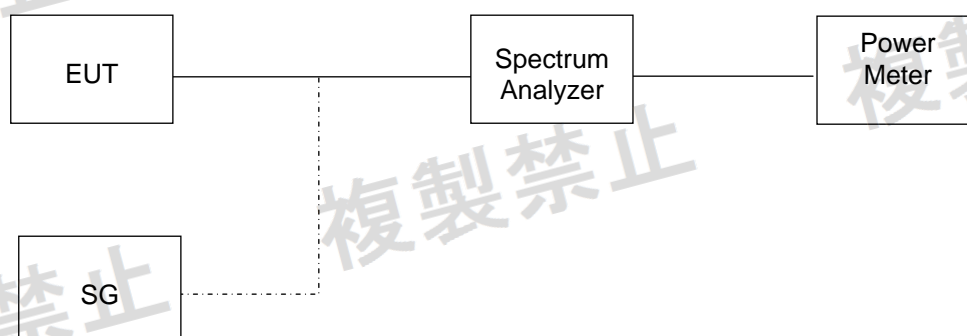 EUT
Spectrum
Analyzer
Power
Meter
複製禁止
SG
禁止